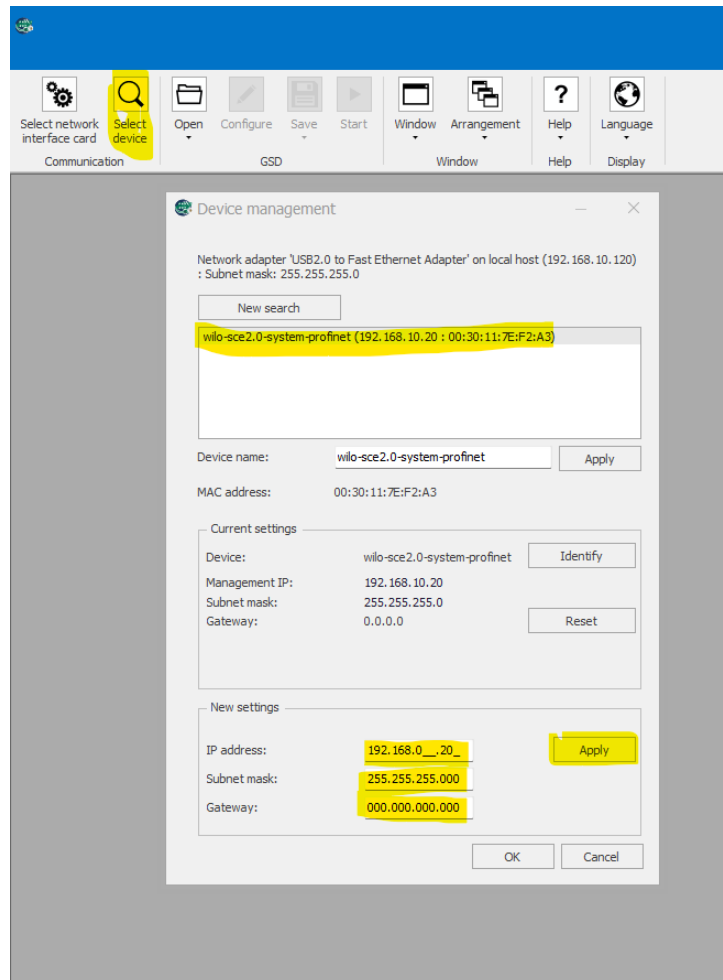 Select network interface card
Select device
Open
Configure
Save
Start
Window
Arrangement
Help
Language
Communication
GSD
Window
Help
Display
Device management
Network adapter 'USB2.0 to Fast Ethernet Adapter' on local host (192.168.10.120)
: Subnet mask: 255.255.255.0
New search
wilo-sce2.0-system-profinet (192.168.10.20 : 00:30:11:7E:F2:A3)
Device name: wilo-sce2.0-system-profinet Apply
MAC address: 00:30:11:7E:F2:A3
Current settings
Device: wilo-sce2.0-system-profinet Identify
Management IP: 192.168.10.20
Subnet mask: 255.255.255.0
Gateway: 0.0.0.0 Reset
New settings
IP address: 192.168.0__.20_ Apply
Subnet mask: 255.255.255.000
Gateway: 000.000.000.000
OK Cancel